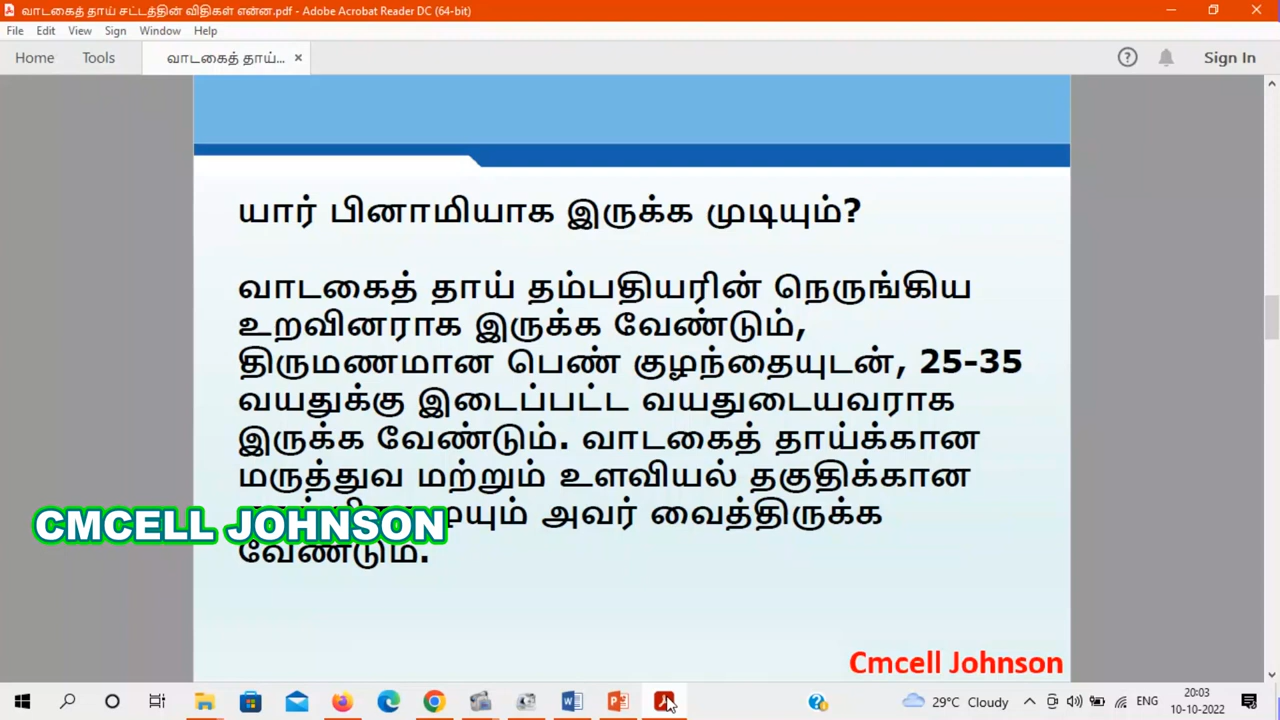 வாடகைத் தாய் சட்டத்தின் விதிகள் என்ன.pdf - Adobe Acrobat Reader DC (64-bit)
File Edit View Sign Window Help
Home Tools வாடகைத் தாய்... × Sign In
யார் பினாமியாக இருக்க முடியும்?
வாடகைத் தாய் தம்பதியரின் நெருங்கிய
உறவினராக இருக்க வேண்டும்,
திருமணமான பெண் குழந்தையுடன், 25-35
வயதுக்கு இடைப்பட்ட வயதுடையவராக
இருக்க வேண்டும். வாடகைத் தாய்க்கான
மருத்துவ மற்றும் உளவியல் தகுதிக்கான
அவர் வைத்திருக்க
CMCELL JOHNSON
வேண்டும்.
Cmcell Johnson
29°C Cloudy ENG 20:03
10-10-2022